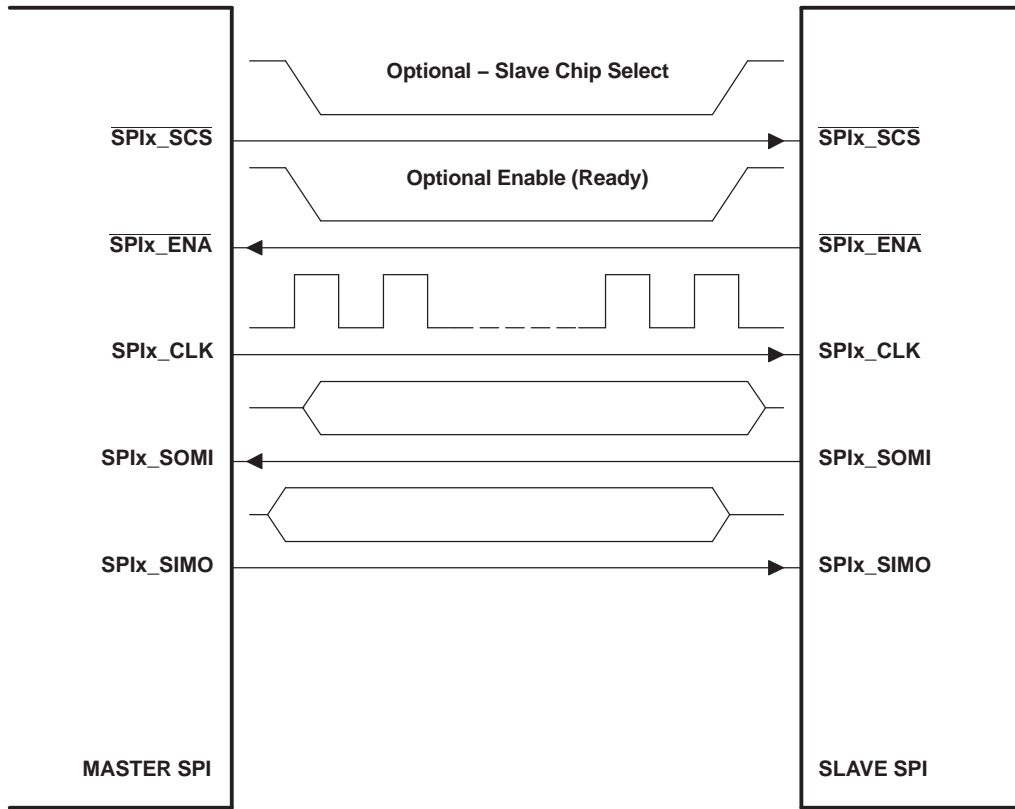 Optional – Slave Chip Select
SPIx_SCS SPIx_SCS
Optional Enable (Ready)
SPIx_ENA SPIx_ENA
SPIx_CLK SPIx_CLK
SPIx_SOMI SPIx_SOMI
SPIx_SIMO SPIx_SIMO
MASTER SPI SLAVE SPI